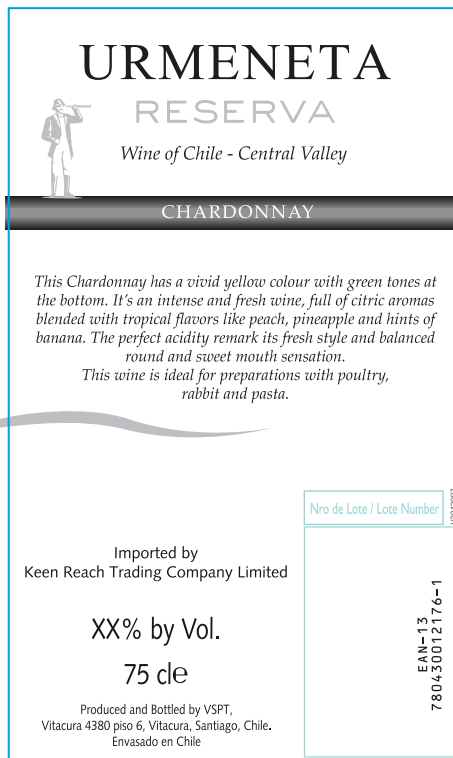 URMENETA
RESERVA
Wine of Chile - Central Valley
CHARDONNAY
This Chardonnay has a vivid yellow colour with green tones at
the bottom. It's an intense and fresh wine, full of citric aromas
blended with tropical flavors like peach, pineapple and hints of
banana. The perfect acidity remark its fresh style and balanced
round and sweet mouth sensation.
This wine is ideal for preparations with poultry,
rabbit and pasta.
Nro de Lote / Lote Number
Imported by
Keen Reach Trading Company Limited
XX% by Vol.
75 cl℮
Produced and Bottled by VSPT,
Vitacura 4380 piso 6, Vitacura, Santiago, Chile.
Envasado en Chile
EAN-13
780430012176-1